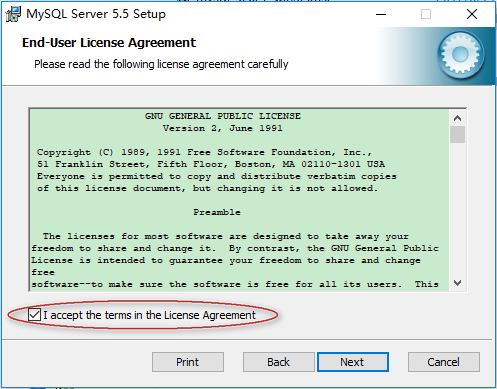 MySQL Server 5.5 Setup
End-User License Agreement
Please read the following license agreement carefully
GNU GENERAL PUBLIC LICENSE
Version 2, June 1991
Copyright (C) 1989, 1991 Free Software Foundation, Inc.,
51 Franklin Street, Fifth Floor, Boston, MA 02110-1301 USA
Everyone is permitted to copy and distribute verbatim copies
of this license document, but changing it is not allowed.
Preamble
The licenses for most software are designed to take away your
freedom to share and change it.  By contrast, the GNU General Public
License is intended to guarantee your freedom to share and change
free
software--to make sure the software is free for all its users.  This
I accept the terms in the License Agreement
Print Back Next Cancel